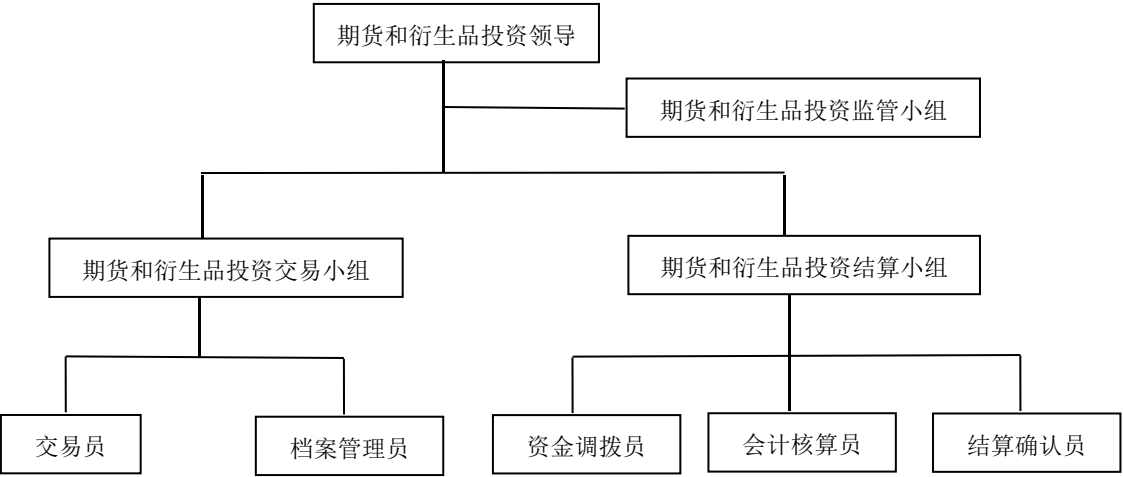 期货和衍生品投资领导
期货和衍生品投资监管小组
期货和衍生品投资交易小组
期货和衍生品投资结算小组
交易员
档案管理员
资金调拨员
会计核算员
结算确认员